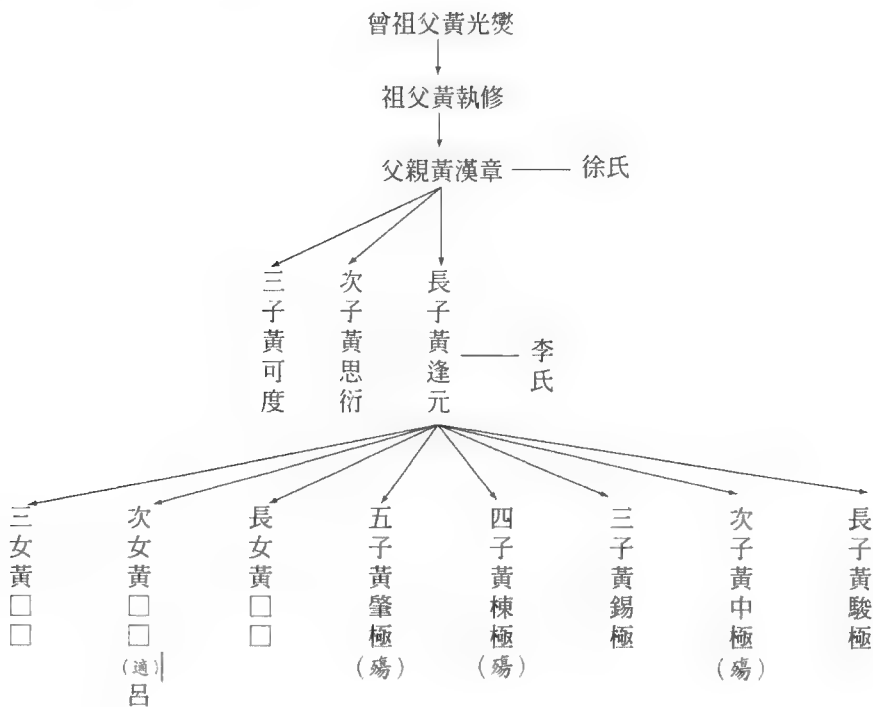 曾祖父黃光爕
祖父黃執修
父親黃漢章
徐氏
長子黃逢元
李氏
次子黃思衍
三子黃可度
長子黃駿極
次子黃中極(殤)
三子黃錫極
四子黃棟極(殤)
五子黃肇極(殤)
長女黃□□
次女黃□□(適)呂
三女黃□□